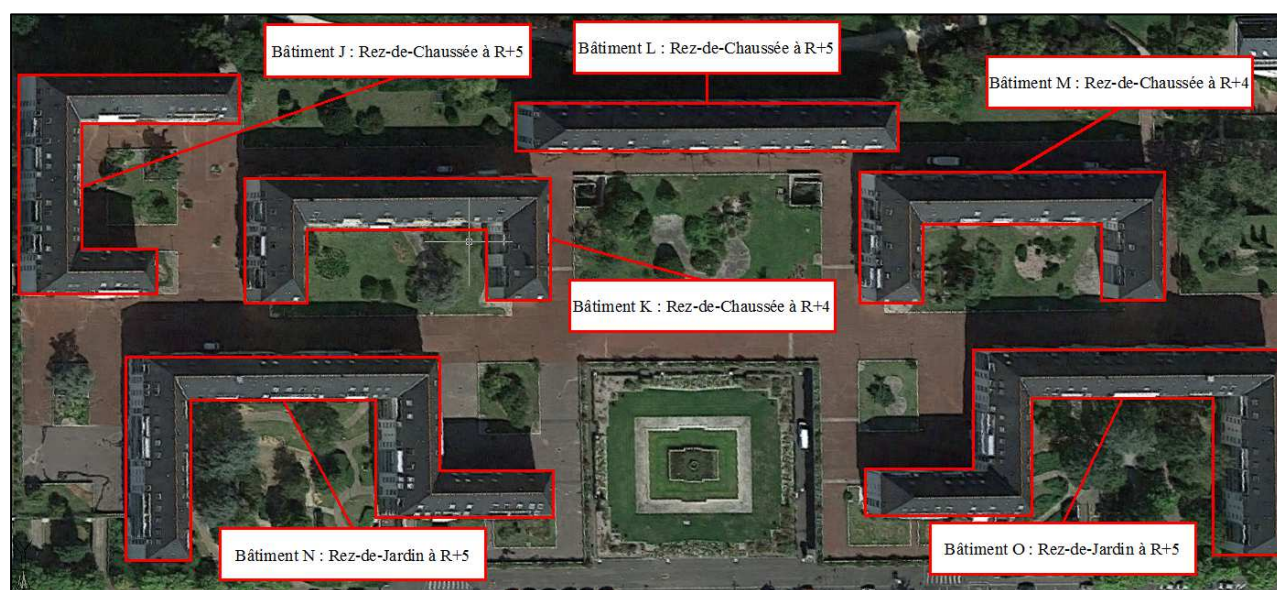 Bâtiment J : Rez-de-Chaussée à R+5
Bâtiment L : Rez-de-Chaussée à R+5
Bâtiment M : Rez-de-Chaussée à R+4
Bâtiment K : Rez-de-Chaussée à R+4
Bâtiment N : Rez-de-Jardin à R+5
Bâtiment O : Rez-de-Jardin à R+5